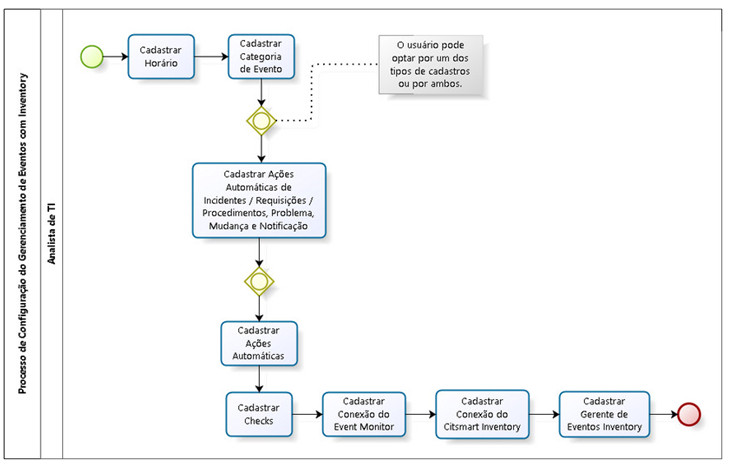 Processo de Configuração do Gerenciamento de Eventos com Inventory
Analista de TI
Cadastrar
Horário
Cadastrar
Categoria
de Evento
O usuário pode
optar por um dos
tipos de cadastros
ou por ambos.
Cadastrar Ações
Automáticas de
Incidentes / Requisições /
Procedimentos, Problema,
Mudança e Notificação
Cadastrar
Ações
Automáticas
Cadastrar
Checks
Cadastrar
Conexão do
Event Monitor
Cadastrar
Conexão do
Citsmart Inventory
Cadastrar
Gerente de
Eventos Inventory